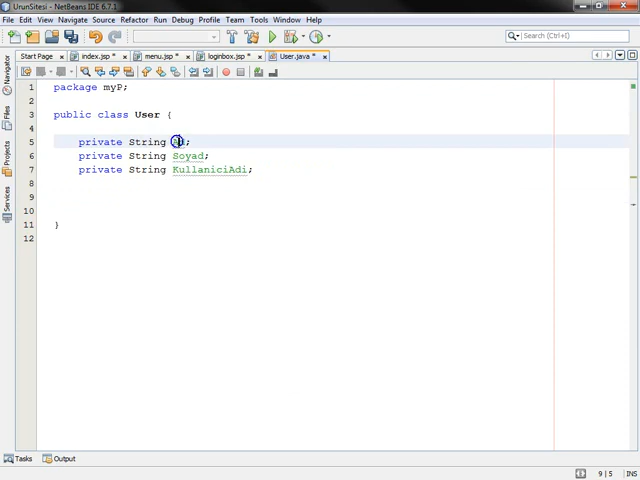 UrunSitesi - NetBeans IDE 6.7.1
File Edit View Navigate Source Refactor Run Debug Profile Team Tools Window Help
Search (Ctrl+I)
Start Page index.jsp * menu.jsp * loginbox.jsp * User.java *
Navigator
Files
Projects
Services
1 package myP;
2
3 public class User {
4
5 private String Ad;
6 private String Soyad;
7 private String KullaniciAdi;
8
9
10
11 }
12
Tasks Output
9 | 5 INS